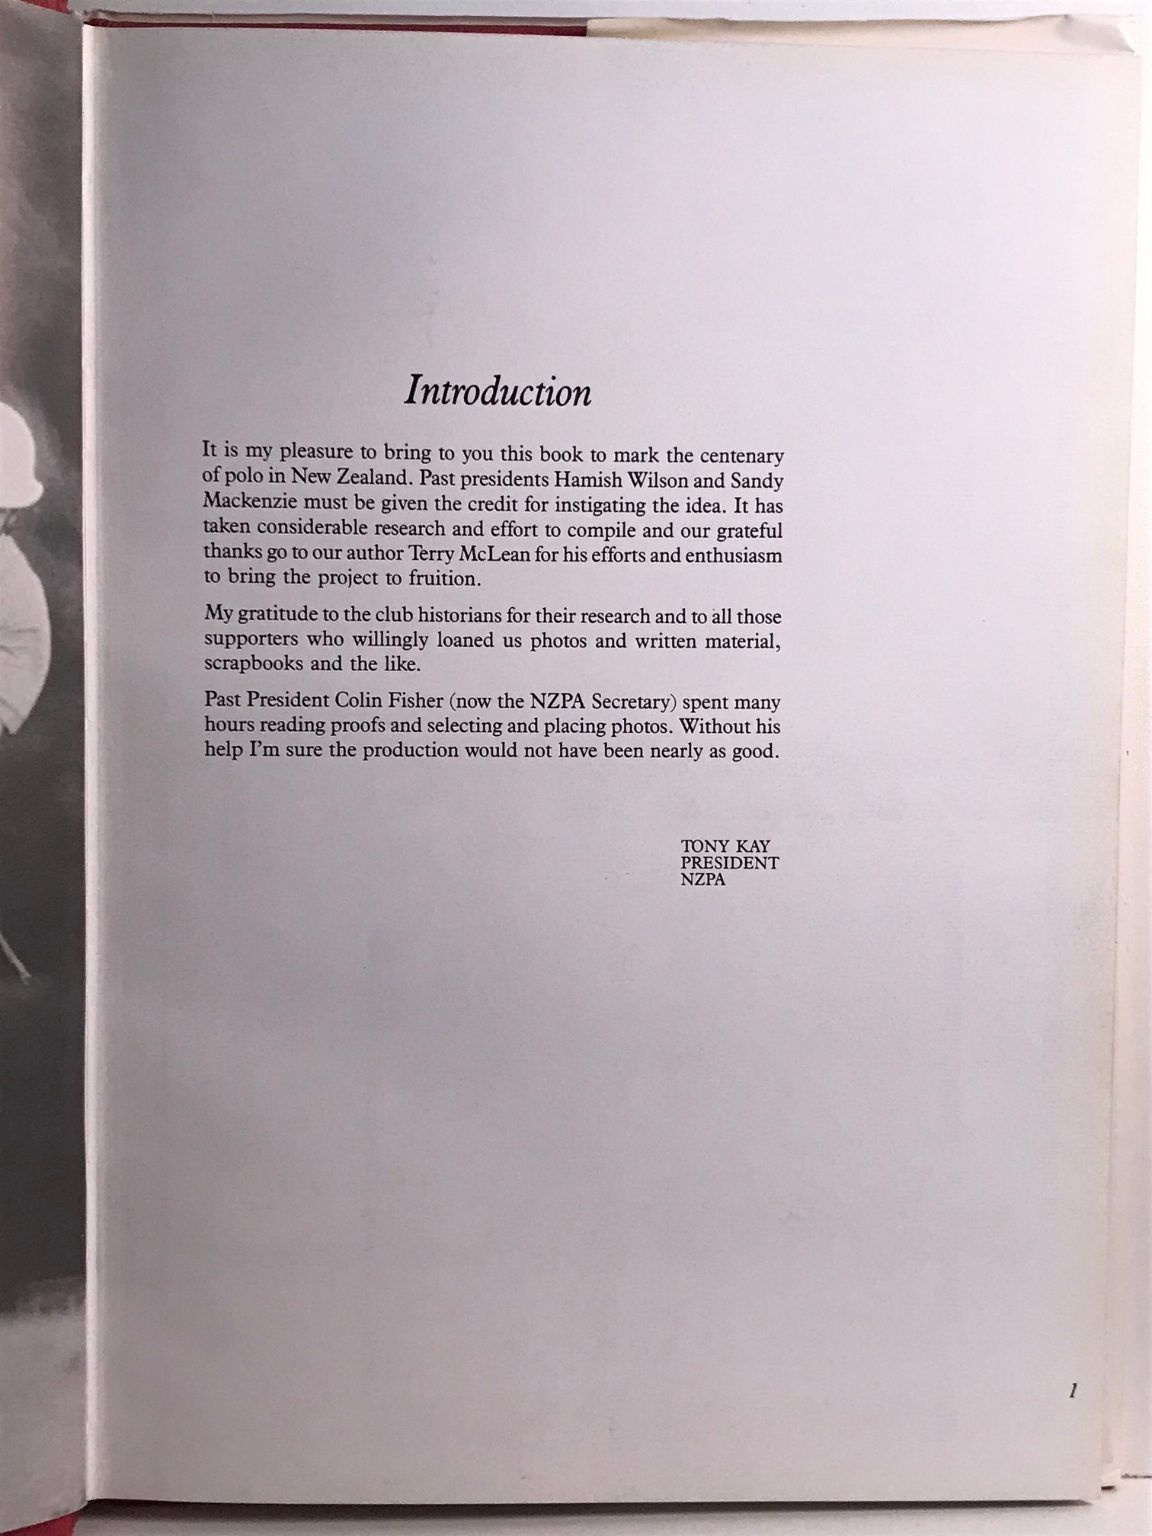 Introduction
It is my pleasure to bring to you this book to mark the centenary
of polo in New Zealand. Past presidents Hamish Wilson and Sandy
Mackenzie must be given the credit for instigating the idea. It has
taken considerable research and effort to compile and our grateful
thanks go to our author Terry McLean for his efforts and enthusiasm
to bring the project to fruition.
My gratitude to the club historians for their research and to all those
supporters who willingly loaned us photos and written material,
scrapbooks and the like.
Past President Colin Fisher (now the NZPA Secretary) spent many
hours reading proofs and selecting and placing photos. Without his
help I'm sure the production would not have been nearly as good.
TONY KAY
PRESIDENT
NZPA
1